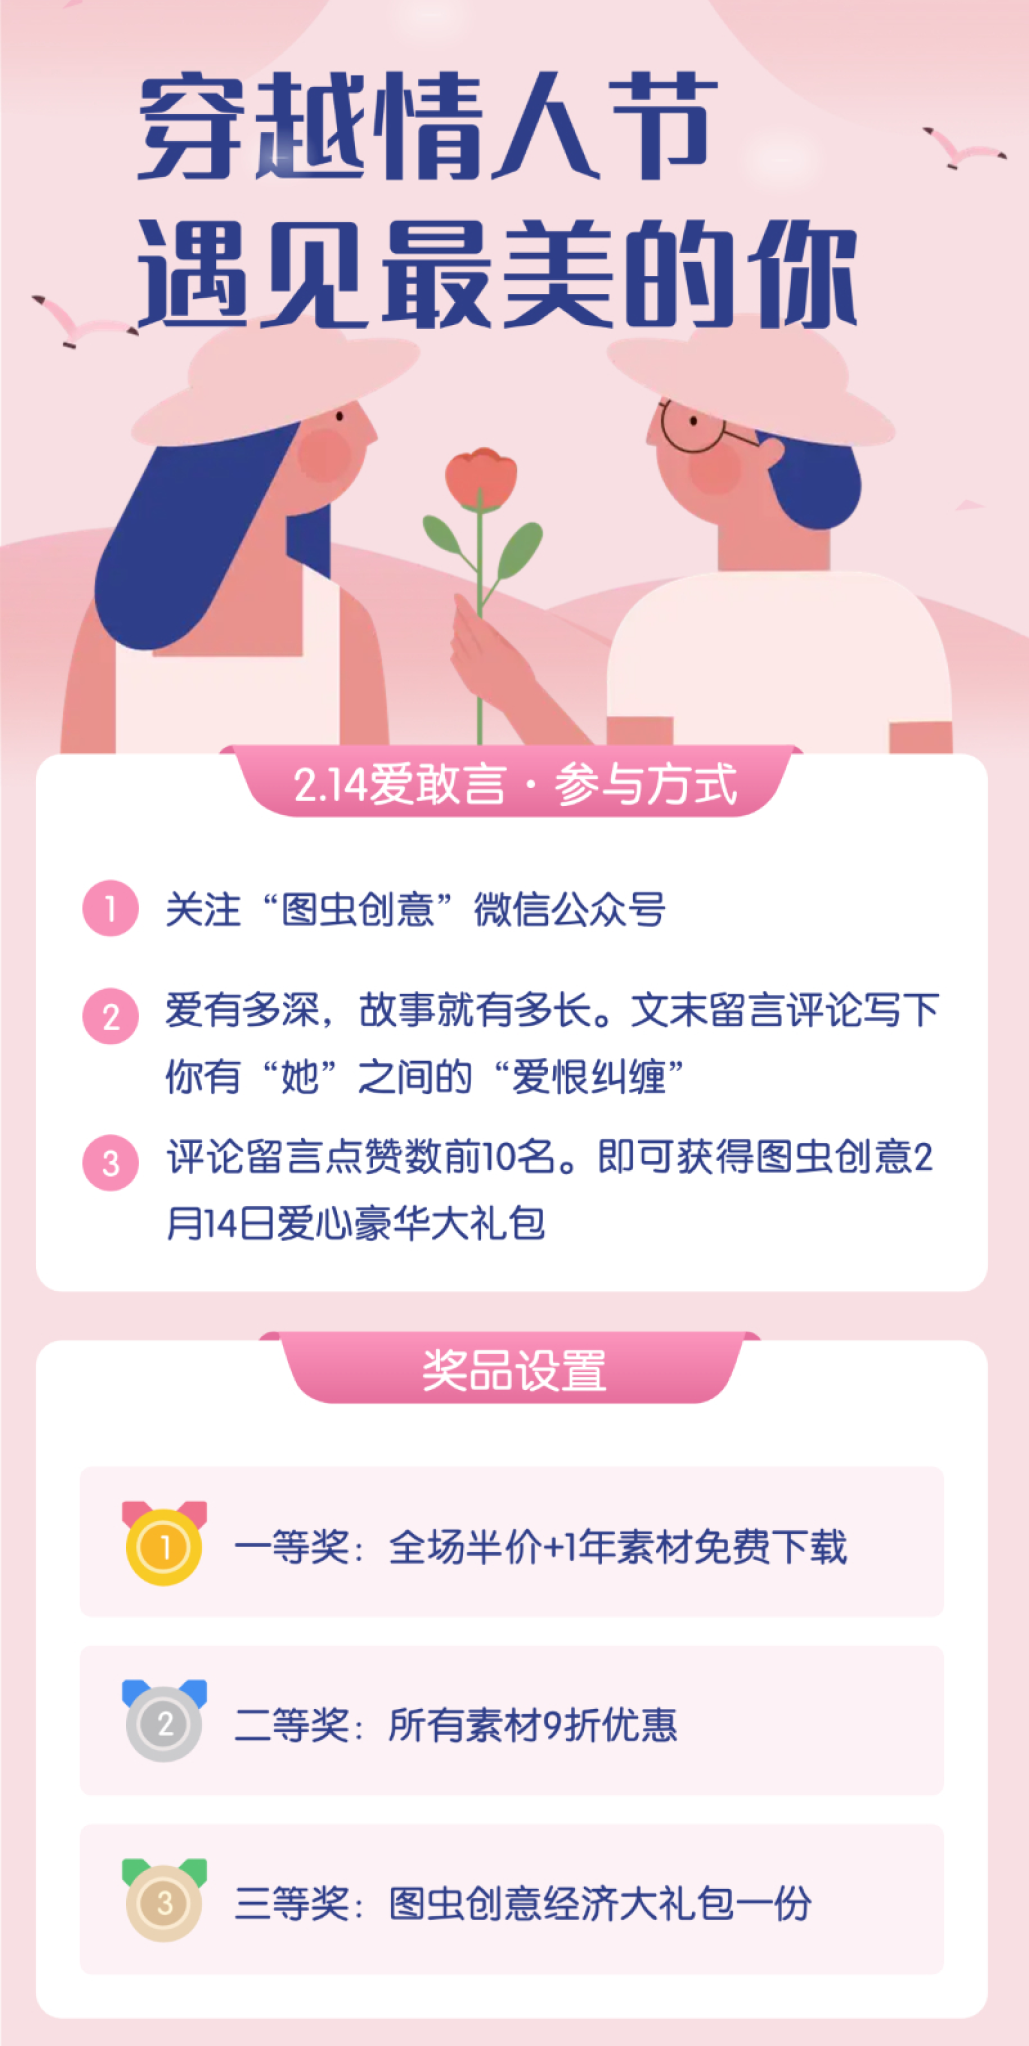 穿越情人节
遇见最美的你
2.14爱敢言·参与方式
1 关注“图虫创意”微信公众号
2 爱有多深，故事就有多长。文末留言评论写下
你有“她”之间的“爱恨纠缠”
3 评论留言点赞数前10名。即可获得图虫创意2
月14日爱心豪华大礼包
奖品设置
1 一等奖：全场半价+1年素材免费下载
2 二等奖：所有素材9折优惠
3 三等奖：图虫创意经济大礼包一份